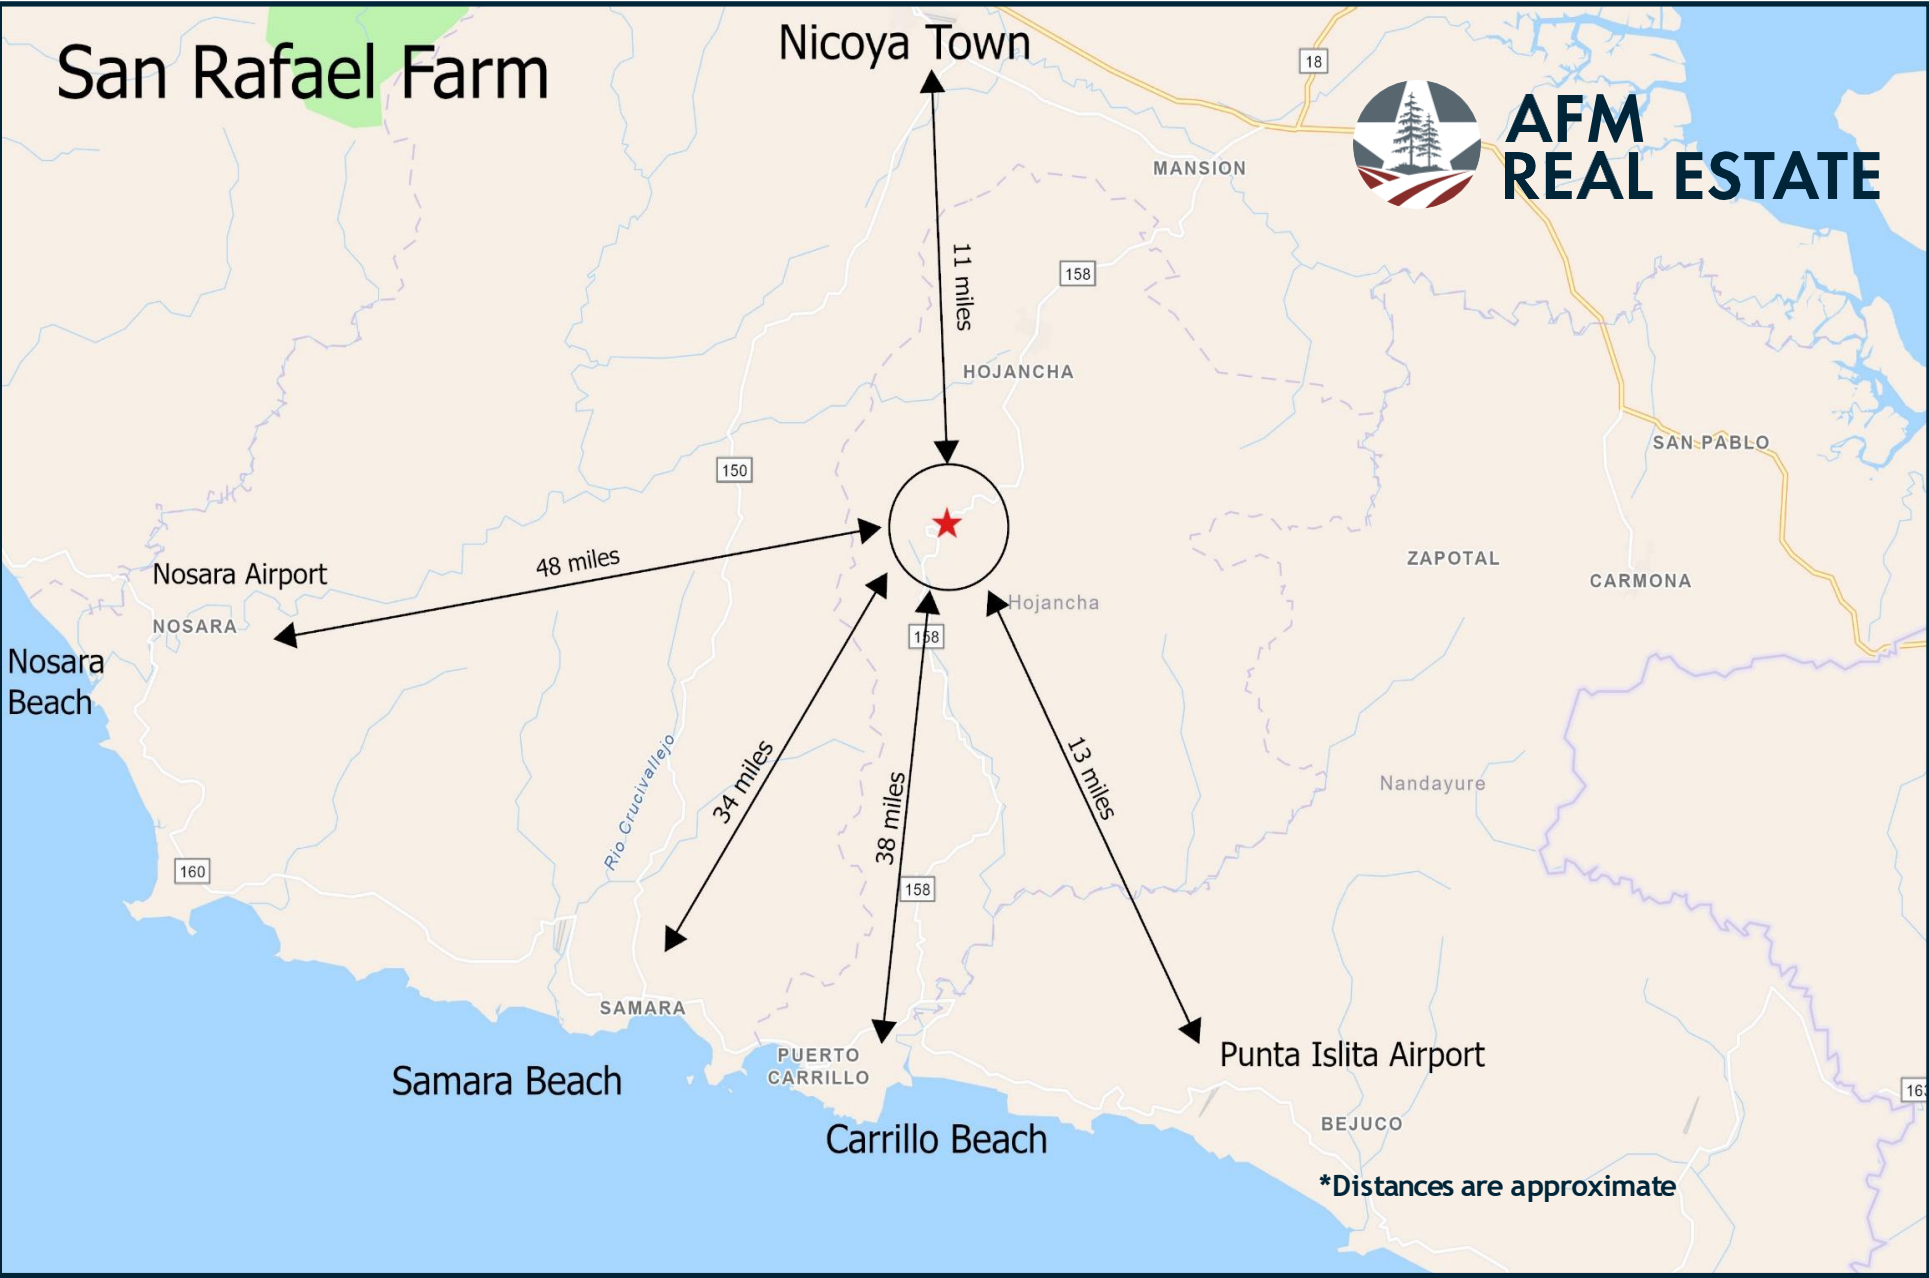 San Rafael Farm
Nicoya Town
18
AFM
REAL ESTATE
MANSION
11 miles
158
HOJANCHA
SAN PABLO
150
48 miles
Nosara Airport
ZAPOTAL
CARMONA
Hojancha
NOSARA
158
Nosara
Beach
34 miles
38 miles
13 miles
Nandayure
Rio Crucivallejo
160
158
SAMARA
PUERTO
CARRILLO
Punta Islita Airport
Samara Beach
163
BEJUCO
Carrillo Beach
*Distances are approximate